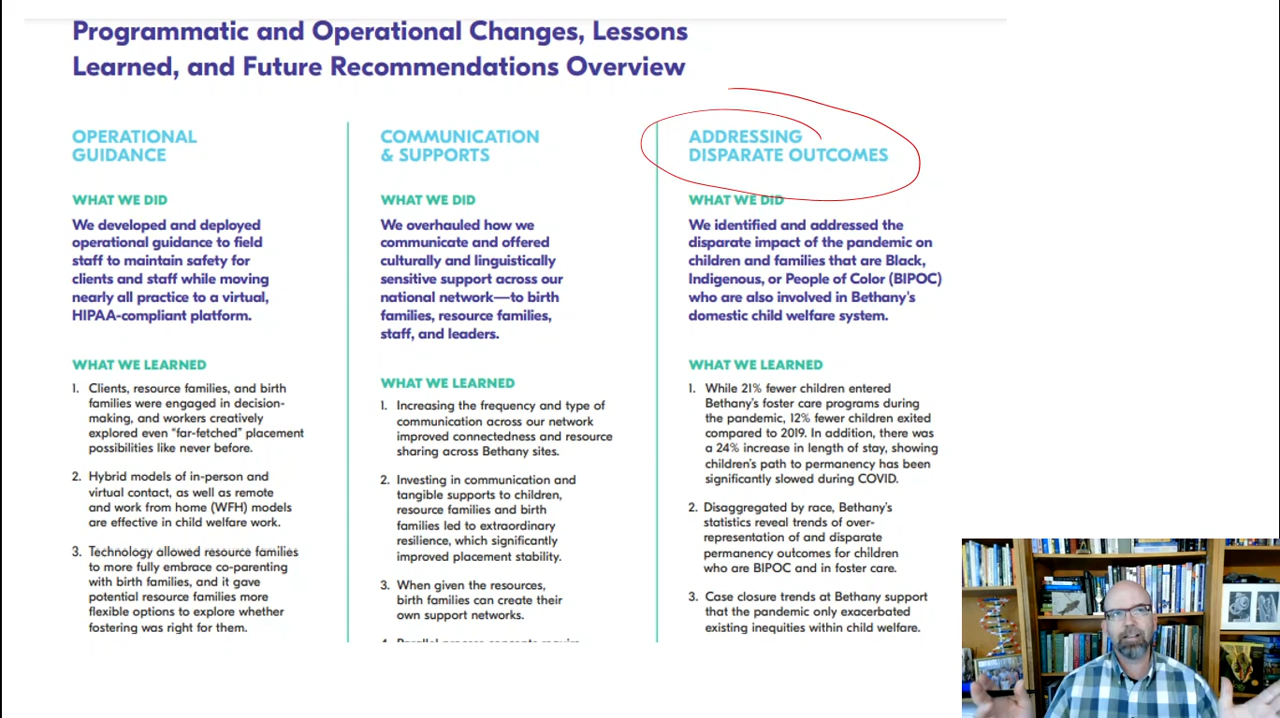 Programmatic and Operational Changes, Lessons
Learned, and Future Recommendations Overview
OPERATIONAL
GUIDANCE
WHAT WE DID
We developed and deployed
operational guidance to field
staff to maintain safety for
clients and staff while moving
nearly all practice to a virtual,
HIPAA-compliant platform.
WHAT WE LEARNED
1. Clients, resource families, and birth
families were engaged in decision-
making, and workers creatively
explored even “far-fetched” placement
possibilities like never before.
2. Hybrid models of in-person and
virtual contact, as well as remote
and work from home (WFH) models
are effective in child welfare work.
3. Technology allowed resource families
to more fully embrace co-parenting
with birth families, and it gave
potential resource families more
flexible options to explore whether
fostering was right for them.
COMMUNICATION
& SUPPORTS
WHAT WE DID
We overhauled how we
communicate and offered
culturally and linguistically
sensitive support across our
national network—to birth
families, resource families,
staff, and leaders.
WHAT WE LEARNED
1. Increasing the frequency and type of
communication across our network
improved connectedness and resource
sharing across Bethany sites.
2. Investing in communication and
tangible supports to children,
resource families and birth
families led to extraordinary
resilience, which significantly
improved placement stability.
3. When given the resources,
birth families can create their
own support networks.
4. Parallel process concepts require
ADDRESSING
DISPARATE OUTCOMES
WHAT WE DID
We identified and addressed the
disparate impact of the pandemic on
children and families that are Black,
Indigenous, or People of Color (BIPOC)
who are also involved in Bethany's
domestic child welfare system.
WHAT WE LEARNED
1. While 21% fewer children entered
Bethany's foster care programs during
the pandemic, 12% fewer children exited
compared to 2019. In addition, there was
a 24% increase in length of stay, showing
children's path to permanency has been
significantly slowed during COVID.
2. Disaggregated by race, Bethany's
statistics reveal trends of over-
representation of and disparate
permanency outcomes for children
who are BIPOC and in foster care.
3. Case closure trends at Bethany support
that the pandemic only exacerbated
existing inequities within child welfare.